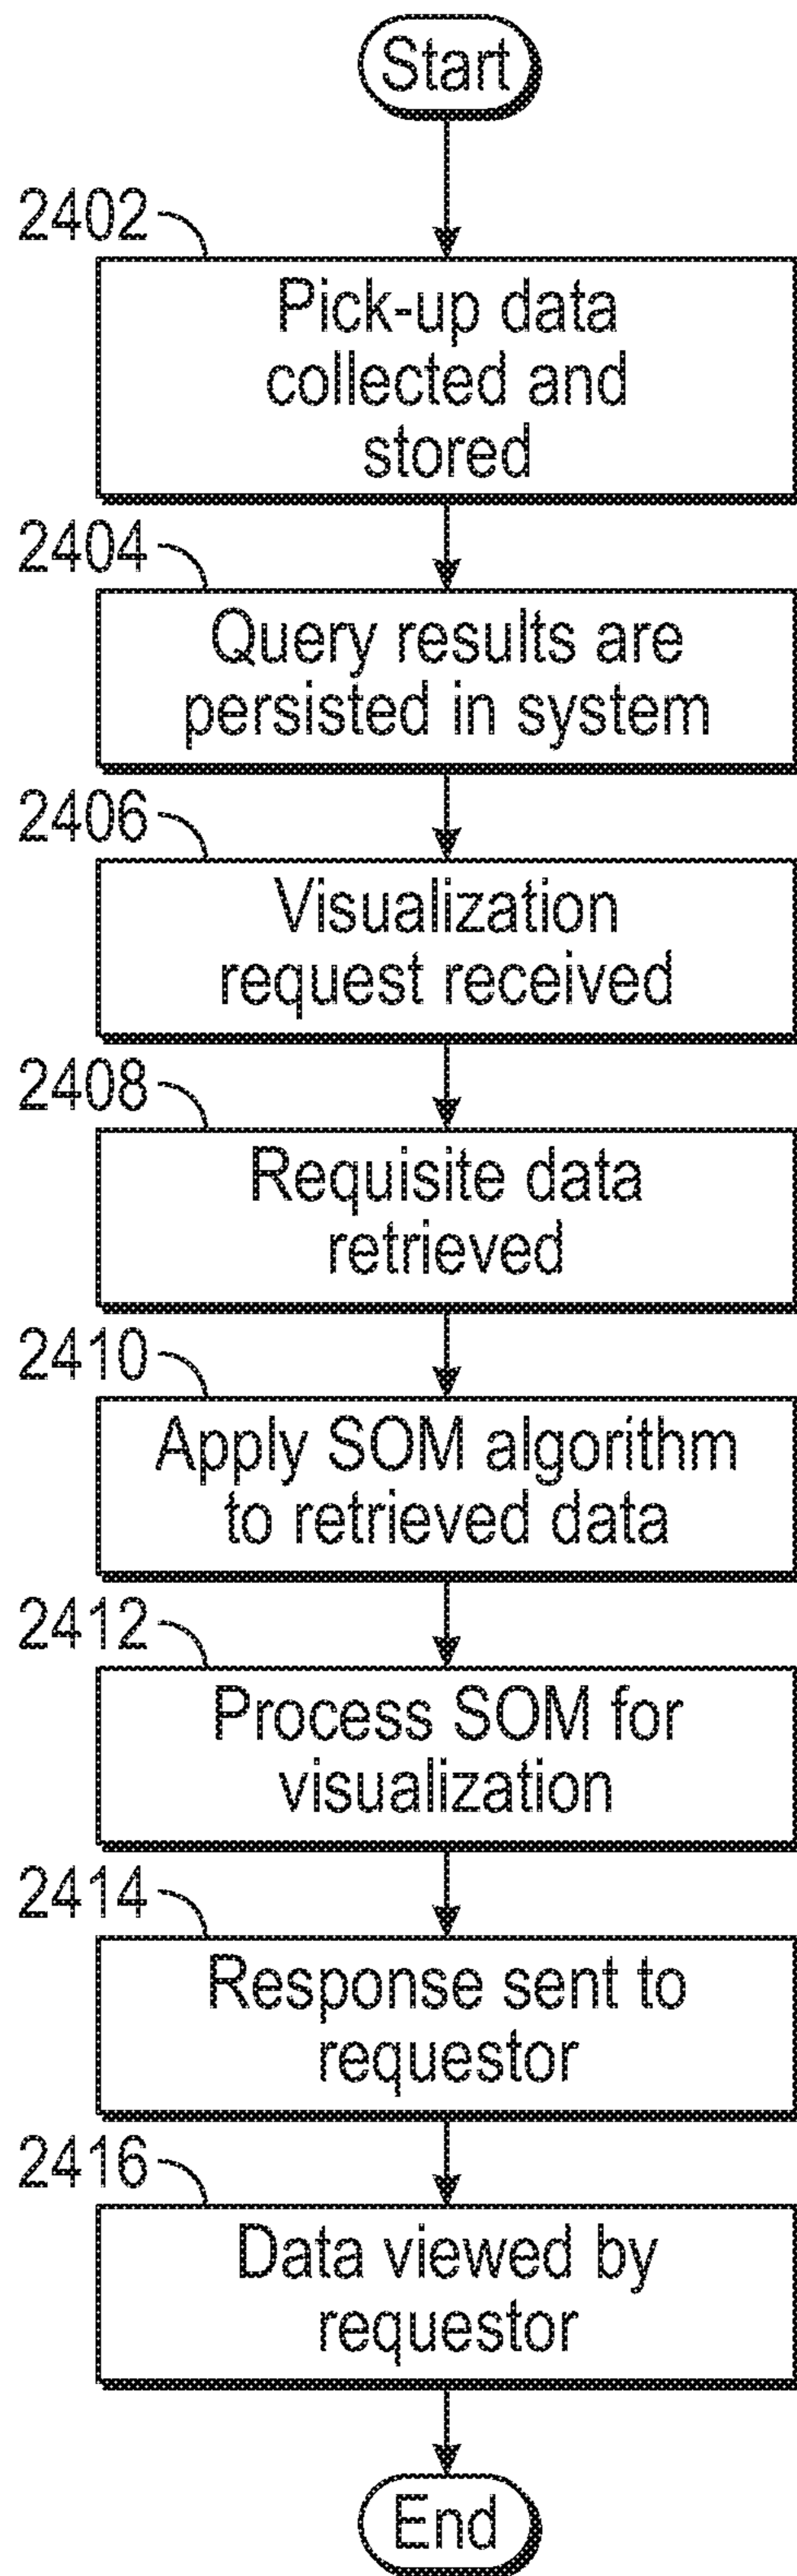 Start
2402
Pick-up data
collected and
stored
2404
Query results are
persisted in system
2406
Visualization
request received
2408
Requisite data
retrieved
2410
Apply SOM algorithm
to retrieved data
2412
Process SOM for
visualization
2414
Response sent to
requestor
2416
Data viewed by
requestor
End